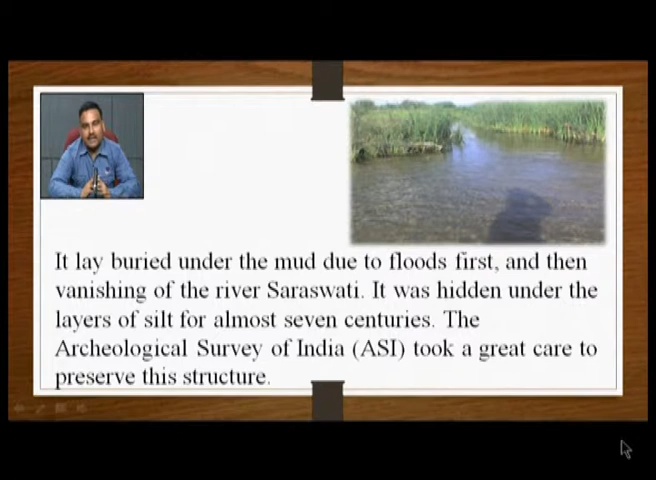 It lay buried under the mud due to floods first, and then
vanishing of the river Saraswati. It was hidden under the
layers of silt for almost seven centuries. The
Archeological Survey of India (ASI) took a great care to
preserve this structure.